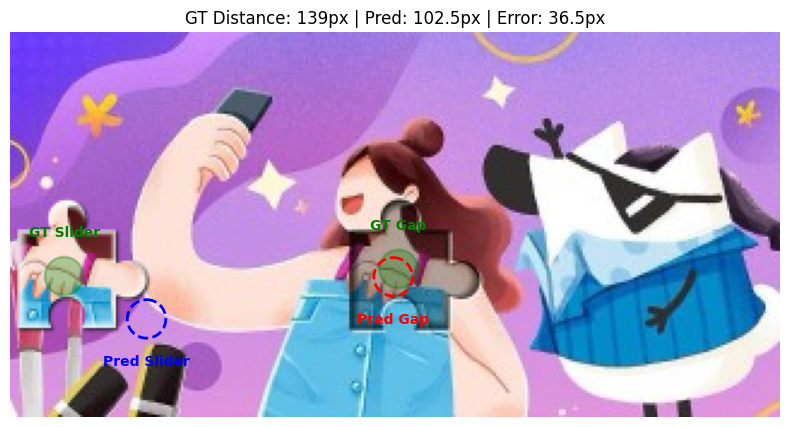 GT Distance: 139px | Pred: 102.5px | Error: 36.5px
GT Slider
GT Gap
Pred Gap
Pred Slider